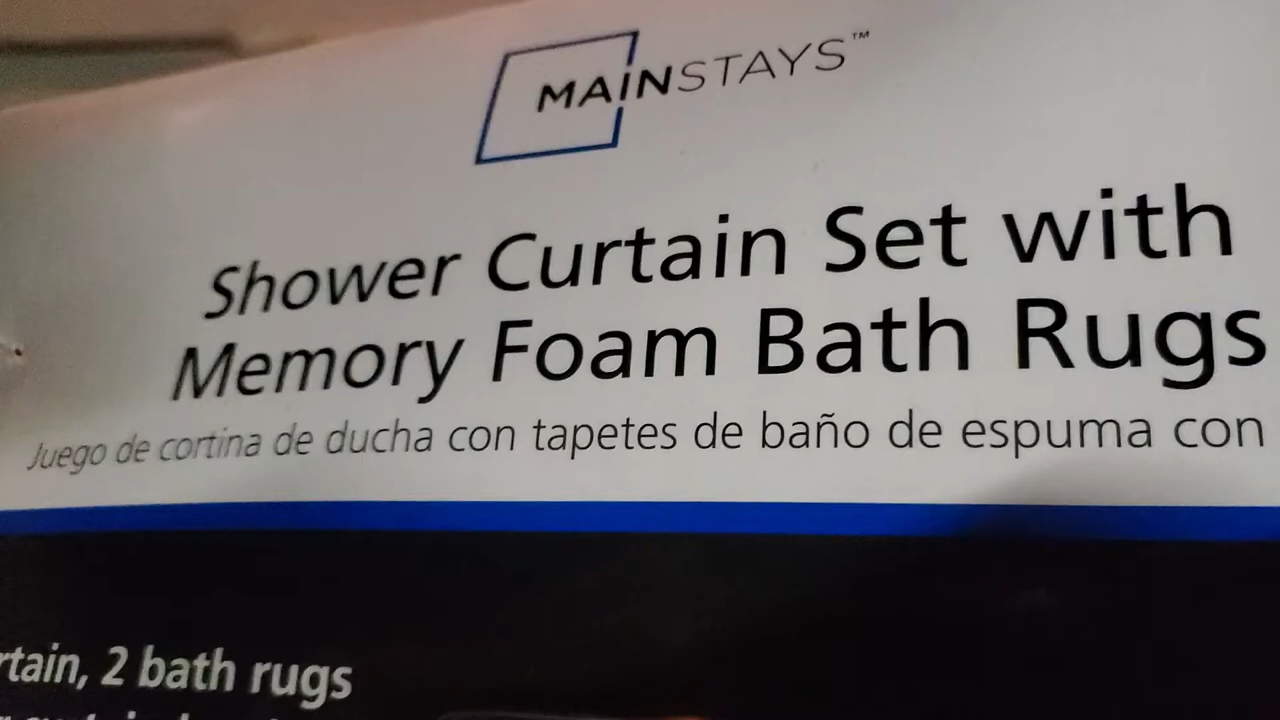 MAINSTAYS™
Shower Curtain Set with
Memory Foam Bath Rugs
Juego de cortina de ducha con tapetes de baño de espuma con
rtain, 2 bath rugs